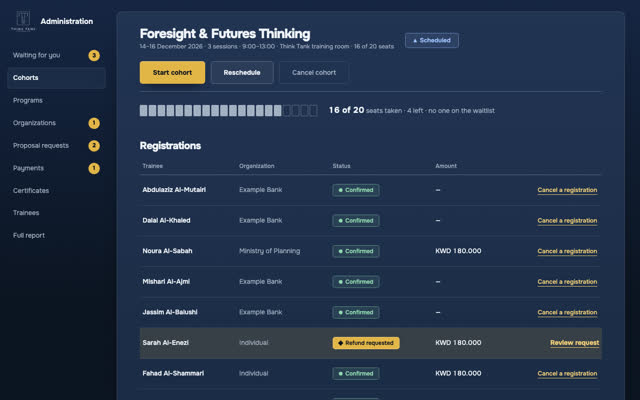 THINK TANK
Administration
Waiting for you 3
Cohorts
Programs
Organizations 1
Proposal requests 2
Payments 1
Certificates
Trainees
Full report
Foresight & Futures Thinking
14–16 December 2026 · 3 sessions · 9:00–13:00 · Think Tank training room · 16 of 20 seats
▲ Scheduled
Start cohort Reschedule Cancel cohort
16 of 20 seats taken · 4 left · no one on the waitlist
Registrations
Trainee Organization Status Amount
Abdulaziz Al-Mutairi Example Bank Confirmed — Cancel a registration
Dalal Al-Khaled Example Bank Confirmed — Cancel a registration
Noura Al-Sabah Ministry of Planning Confirmed KWD 180.000 Cancel a registration
Mishari Al-Ajmi Example Bank Confirmed — Cancel a registration
Jassim Al-Balushi Example Bank Confirmed — Cancel a registration
Sarah Al-Enezi Individual ◆ Refund requested KWD 180.000 Review request
Fahad Al-Shammari Individual Confirmed KWD 180.000 Cancel a registration